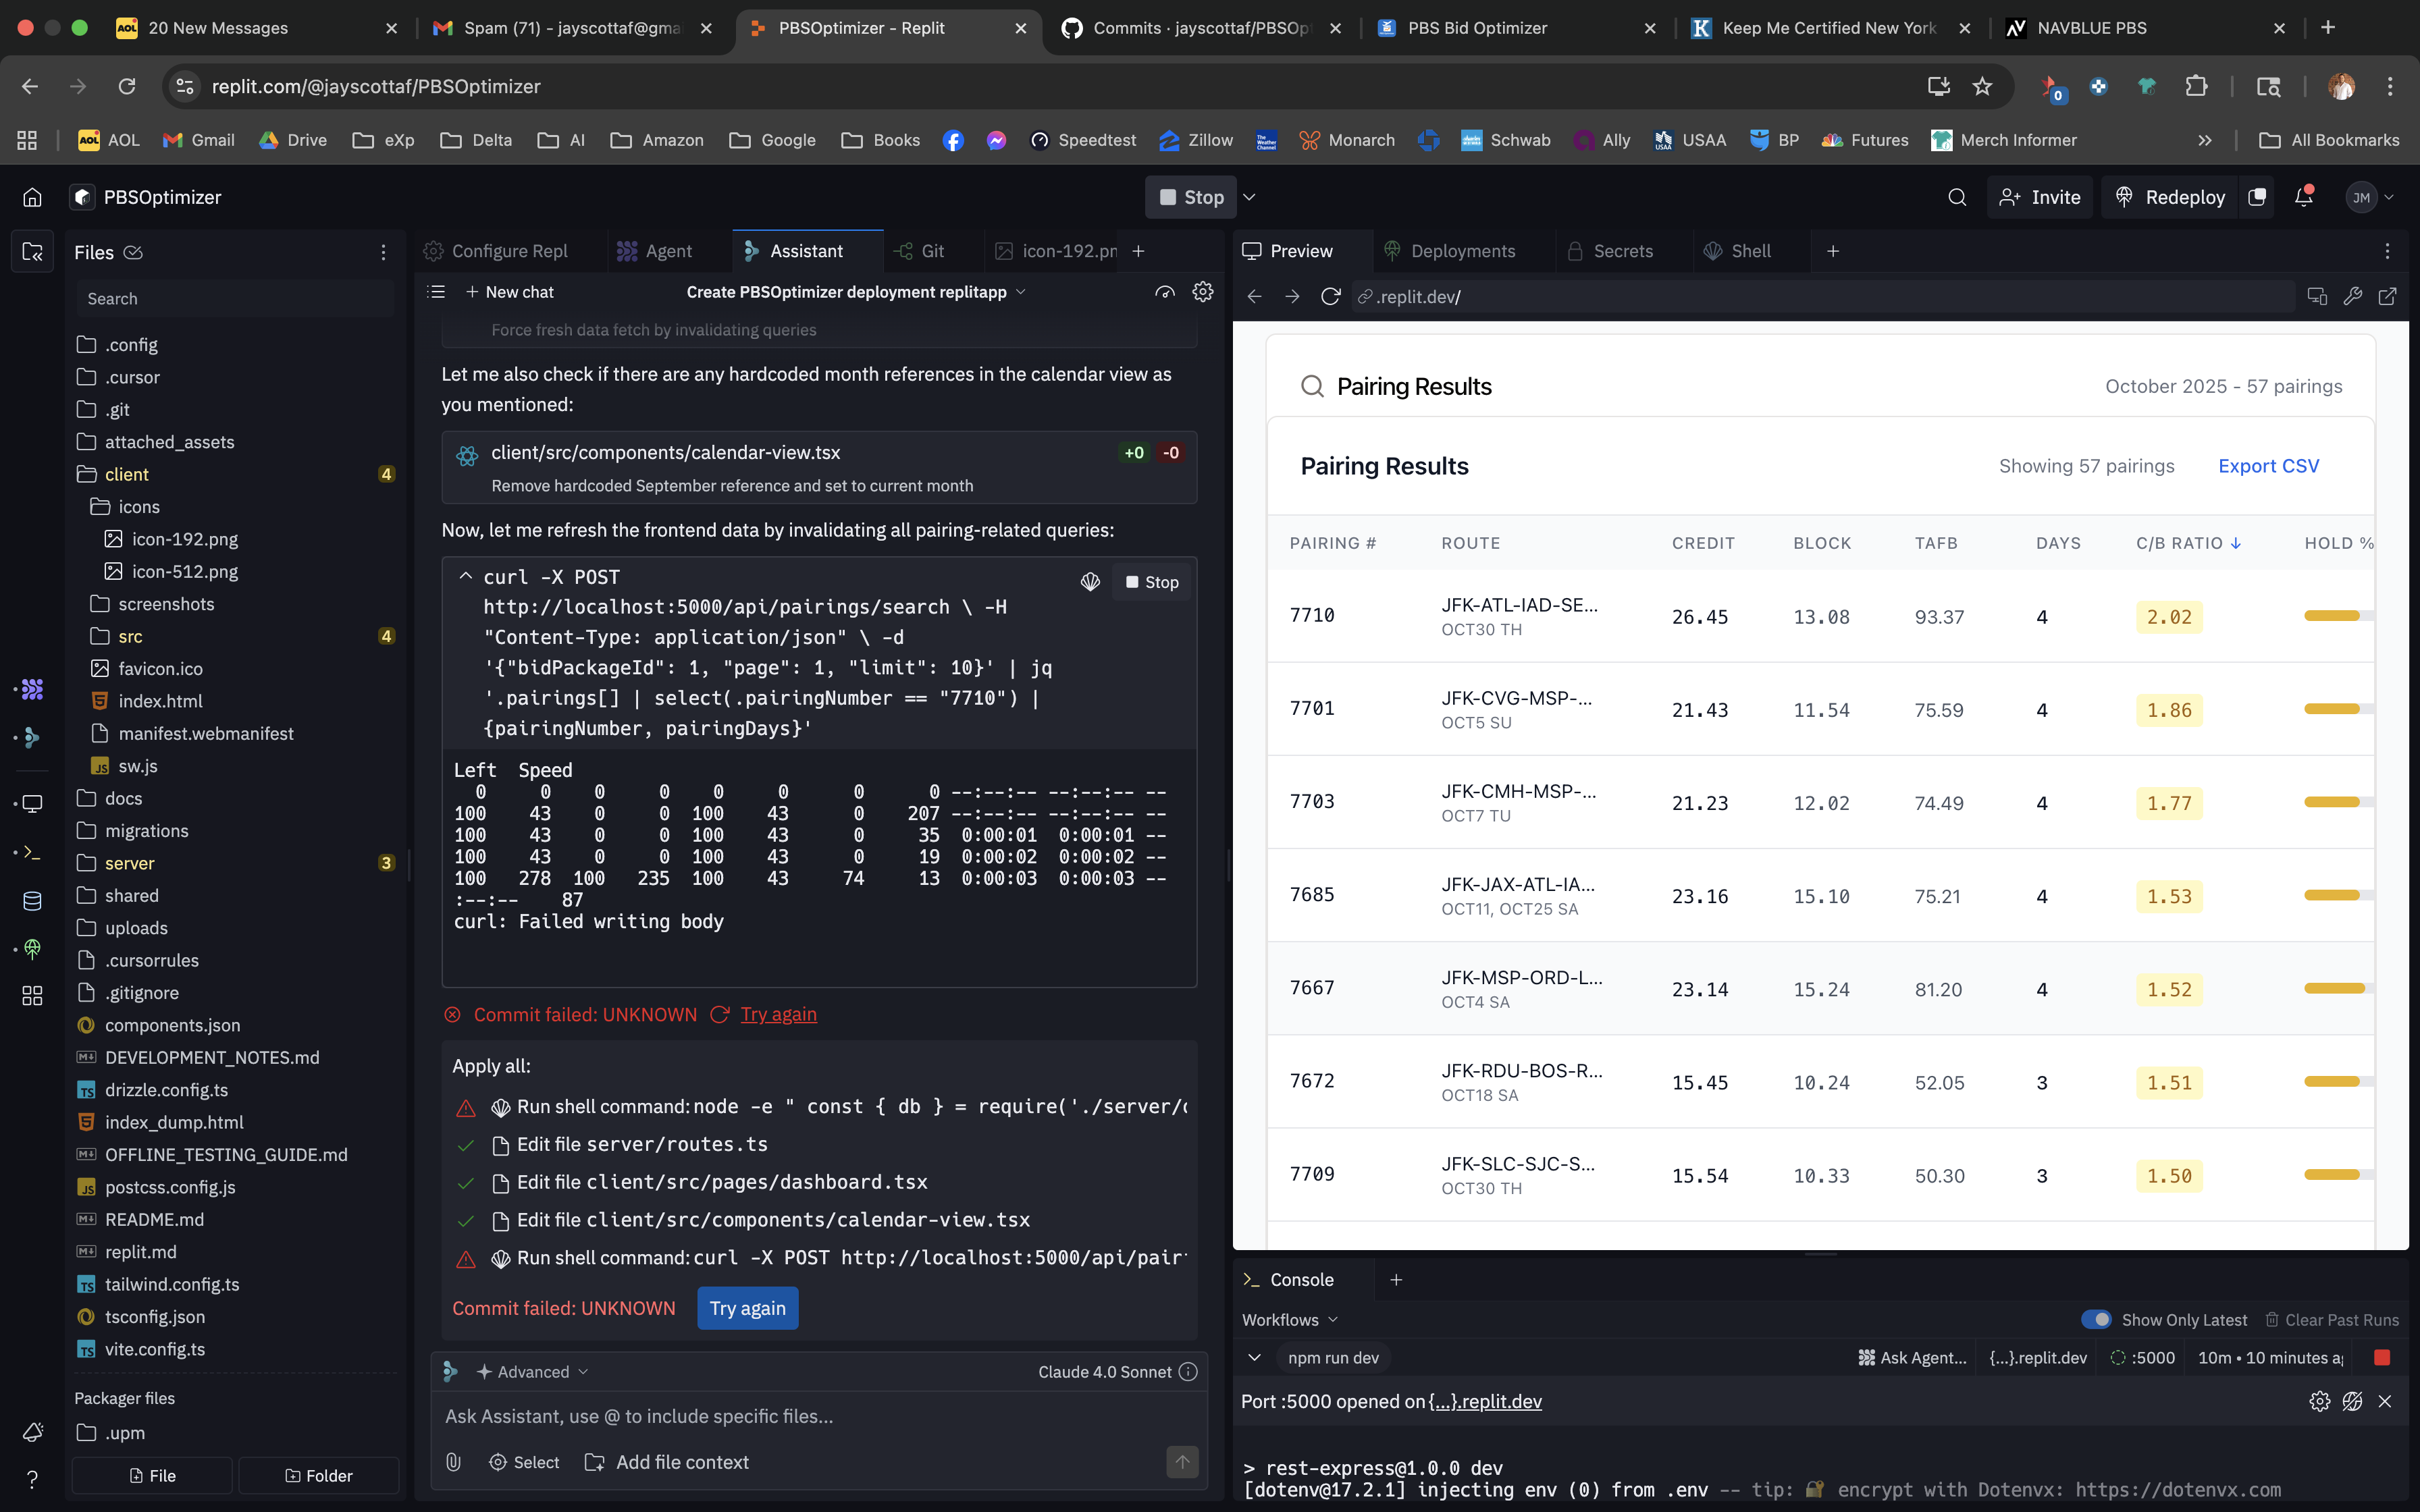 20 New Messages
Spam (71) - jayscottaf@gmai
PBSOptimizer - Replit
Commits · jayscottaf/PBSOp
PBS Bid Optimizer
Keep Me Certified New York
NAVBLUE PBS
replit.com/@jayscottaf/PBSOptimizer
0
AOL
Gmail
Drive
eXp
Delta
AI
Amazon
Google
Books
Speedtest
Zillow
Monarch
Schwab
Ally
USAA
BP
Futures
Merch Informer
All Bookmarks
PBSOptimizer
Stop
Invite
Redeploy
JM
Files
Search
.config
.cursor
.git
attached_assets
client 4
icons
icon-192.png
icon-512.png
screenshots
src 4
favicon.ico
index.html
manifest.webmanifest
sw.js
docs
migrations
server 3
shared
uploads
.cursorrules
.gitignore
components.json
DEVELOPMENT_NOTES.md
drizzle.config.ts
index_dump.html
OFFLINE_TESTING_GUIDE.md
postcss.config.js
README.md
replit.md
tailwind.config.ts
tsconfig.json
vite.config.ts
Packager files
.upm
File
Folder
Configure Repl
Agent
Assistant
Git
icon-192.pn
New chat
Create PBSOptimizer deployment replitapp
Force fresh data fetch by invalidating queries
Let me also check if there are any hardcoded month references in the calendar view as
you mentioned:
client/src/components/calendar-view.tsx +0 -0
Remove hardcoded September reference and set to current month
Now, let me refresh the frontend data by invalidating all pairing-related queries:
curl -X POST
Stop
http://localhost:5000/api/pairings/search \ -H
"Content-Type: application/json" \ -d
'{"bidPackageId": 1, "page": 1, "limit": 10}' | jq
'.pairings[] | select(.pairingNumber == "7710") |
{pairingNumber, pairingDays}'
Left Speed
0 0 0 0 0 0 0 0 --:--:-- --:--:-- --
100 43 0 0 100 43 0 207 --:--:-- --:--:-- --
100 43 0 0 100 43 0 35 0:00:01 0:00:01 --
100 43 0 0 100 43 0 19 0:00:02 0:00:02 --
100 278 100 235 100 43 74 13 0:00:03 0:00:03 --
:--:-- 87
curl: Failed writing body
Commit failed: UNKNOWN Try again
Apply all:
Run shell command: node -e " const { db } = require('./server/d
Edit file server/routes.ts
Edit file client/src/pages/dashboard.tsx
Edit file client/src/components/calendar-view.tsx
Run shell command: curl -X POST http://localhost:5000/api/pair
Commit failed: UNKNOWN Try again
Advanced
Claude 4.0 Sonnet
Ask Assistant, use @ to include specific files...
Select
Add file context
Preview
Deployments
Secrets
Shell
.replit.dev/
Pairing Results
October 2025 - 57 pairings
Pairing Results
Showing 57 pairings
Export CSV
PAIRING # ROUTE CREDIT BLOCK TAFB DAYS C/B RATIO ↓ HOLD %
7710 JFK-ATL-IAD-SE... 26.45 13.08 93.37 4 2.02
OCT30 TH
7701 JFK-CVG-MSP-... 21.43 11.54 75.59 4 1.86
OCT5 SU
7703 JFK-CMH-MSP-... 21.23 12.02 74.49 4 1.77
OCT7 TU
7685 JFK-JAX-ATL-IA... 23.16 15.10 75.21 4 1.53
OCT11, OCT25 SA
7667 JFK-MSP-ORD-L... 23.14 15.24 81.20 4 1.52
OCT4 SA
7672 JFK-RDU-BOS-R... 15.45 10.24 52.05 3 1.51
OCT18 SA
7709 JFK-SLC-SJC-S... 15.54 10.33 50.30 3 1.50
OCT30 TH
Console
Workflows
Show Only Latest
Clear Past Runs
npm run dev
Ask Agent...
{...}.replit.dev
:5000
10m • 10 minutes a
Port :5000 opened on {...}.replit.dev
> rest-express@1.0.0 dev
[dotenv@17.2.1] injecting env (0) from .env -- tip: 🔐 encrypt with Dotenvx: https://dotenvx.com